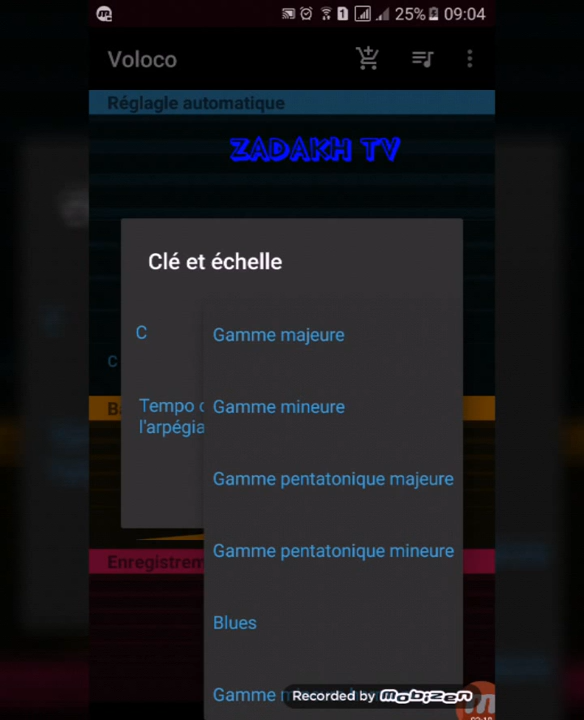 25% 09:04
Voloco
Réglagle automatique
ZADAKH TV
Clé et échelle
C
Gamme majeure
C
Tempo
l'arpégia
Gamme mineure
Gamme pentatonique majeure
Gamme pentatonique mineure
Enregistrem
Blues
Gamme
Recorded by Mobizen